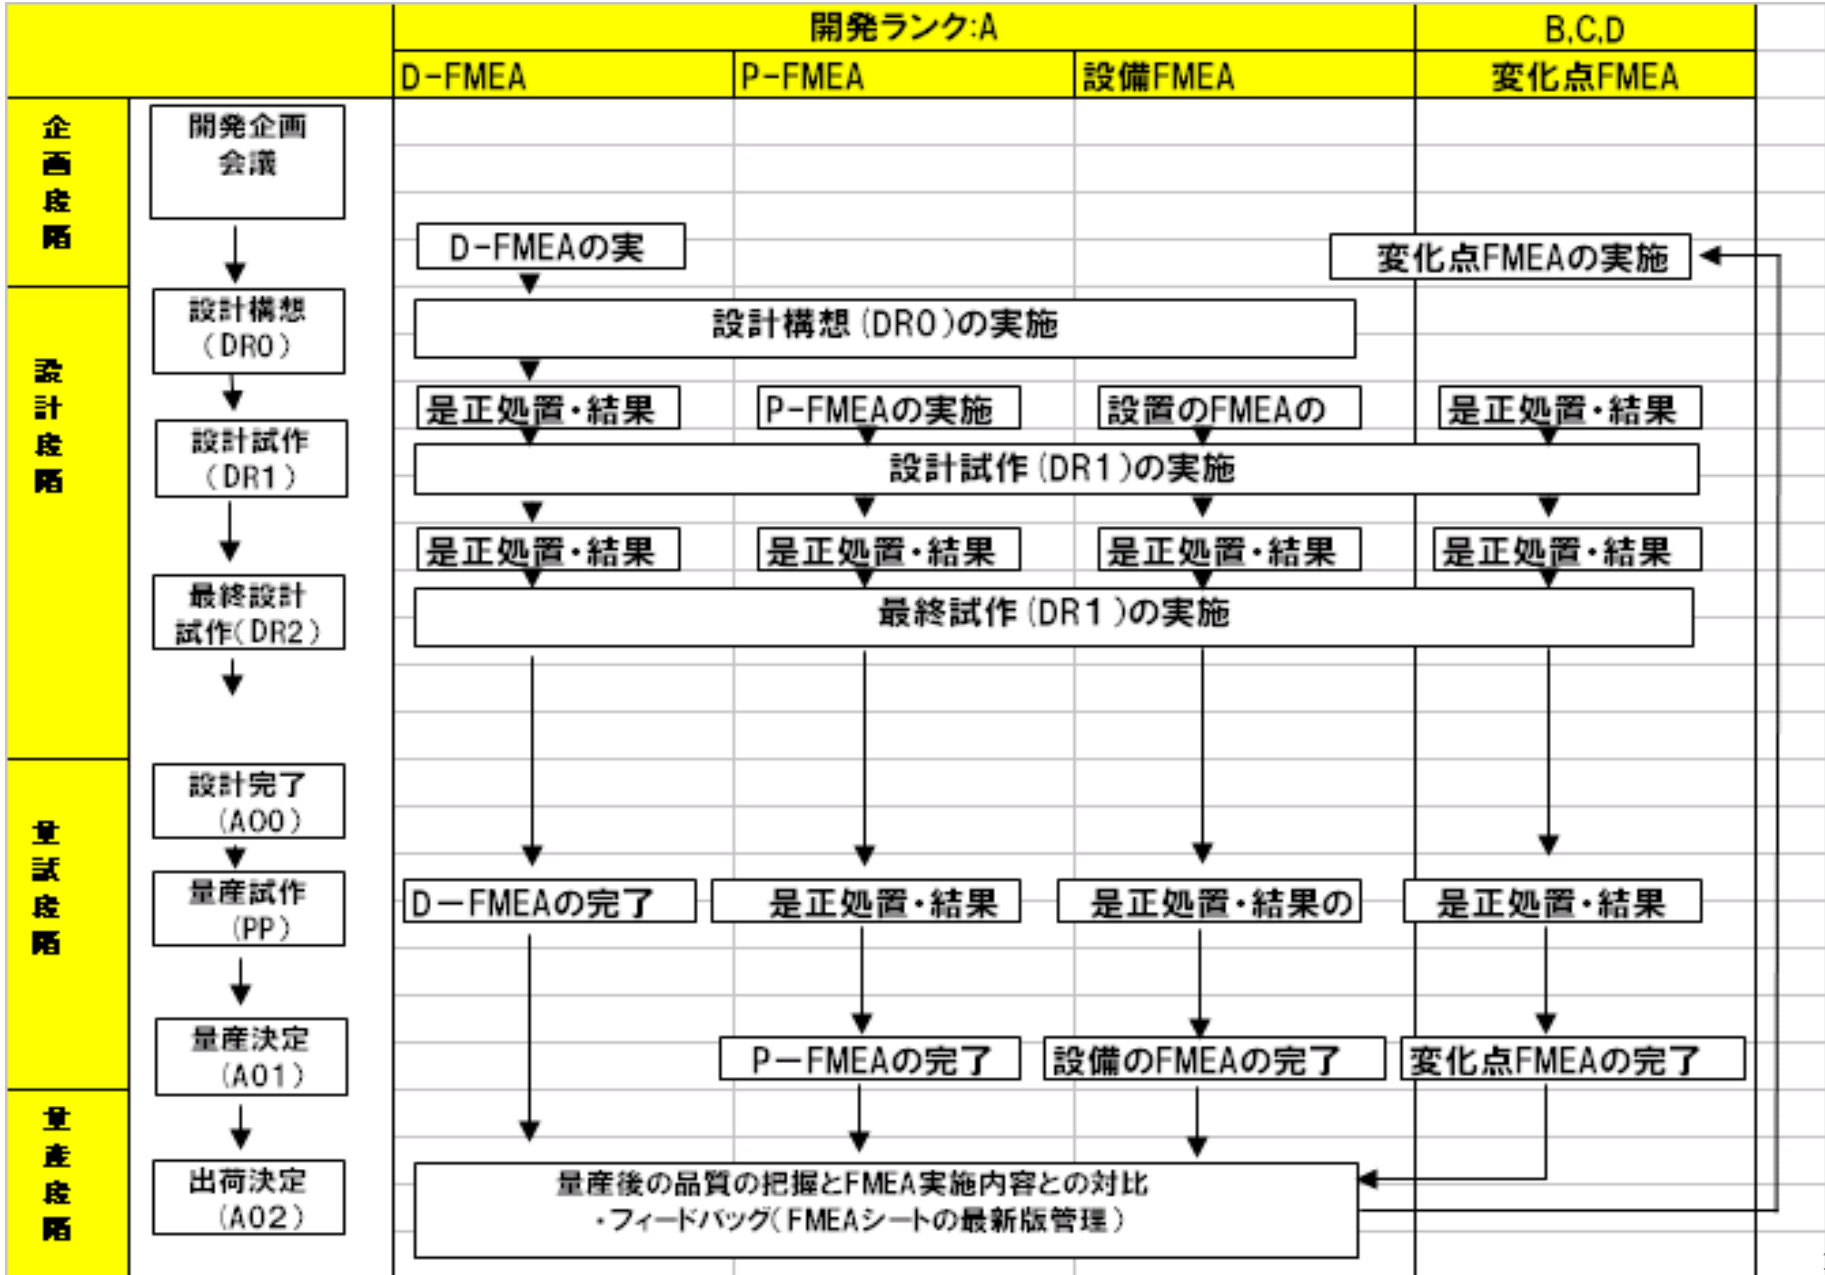 開発ランク:A
B,C,D
D-FMEA
P-FMEA
設備FMEA
変化点FMEA
企画段階
開発企画
会議
D-FMEAの実
変化点FMEAの実施
設計段階
設計構想
(DR0)
設計構想(DR0)の実施
是正処置・結果
P-FMEAの実施
設置のFMEAの
是正処置・結果
設計試作
(DR1)
設計試作(DR1)の実施
是正処置・結果
是正処置・結果
是正処置・結果
是正処置・結果
最終設計
試作(DR2)
最終試作(DR1)の実施
量試段階
設計完了
(A00)
量産試作
(PP)
D-FMEAの完了
是正処置・結果
是正処置・結果の
是正処置・結果
量産決定
(A01)
P-FMEAの完了
設備のFMEAの完了
変化点FMEAの完了
量産段階
出荷決定
(A02)
量産後の品質の把握とFMEA実施内容との対比
・フィードバッグ(FMEAシートの最新版管理)